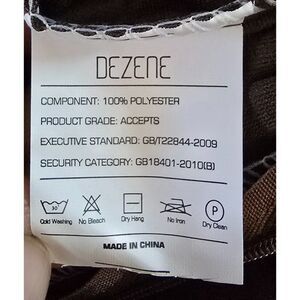 DEZENE
COMPONENT: 100% POLYESTER
PRODUCT GRADE: ACCEPTS
EXECUTIVE STANDARD: GB/T22844-2009
SECURITY CATEGORY: GB18401-2010(B)
30° P
Cold Washing No Bleach Dry Hang No Iron Dry Clean
MADE IN CHINA